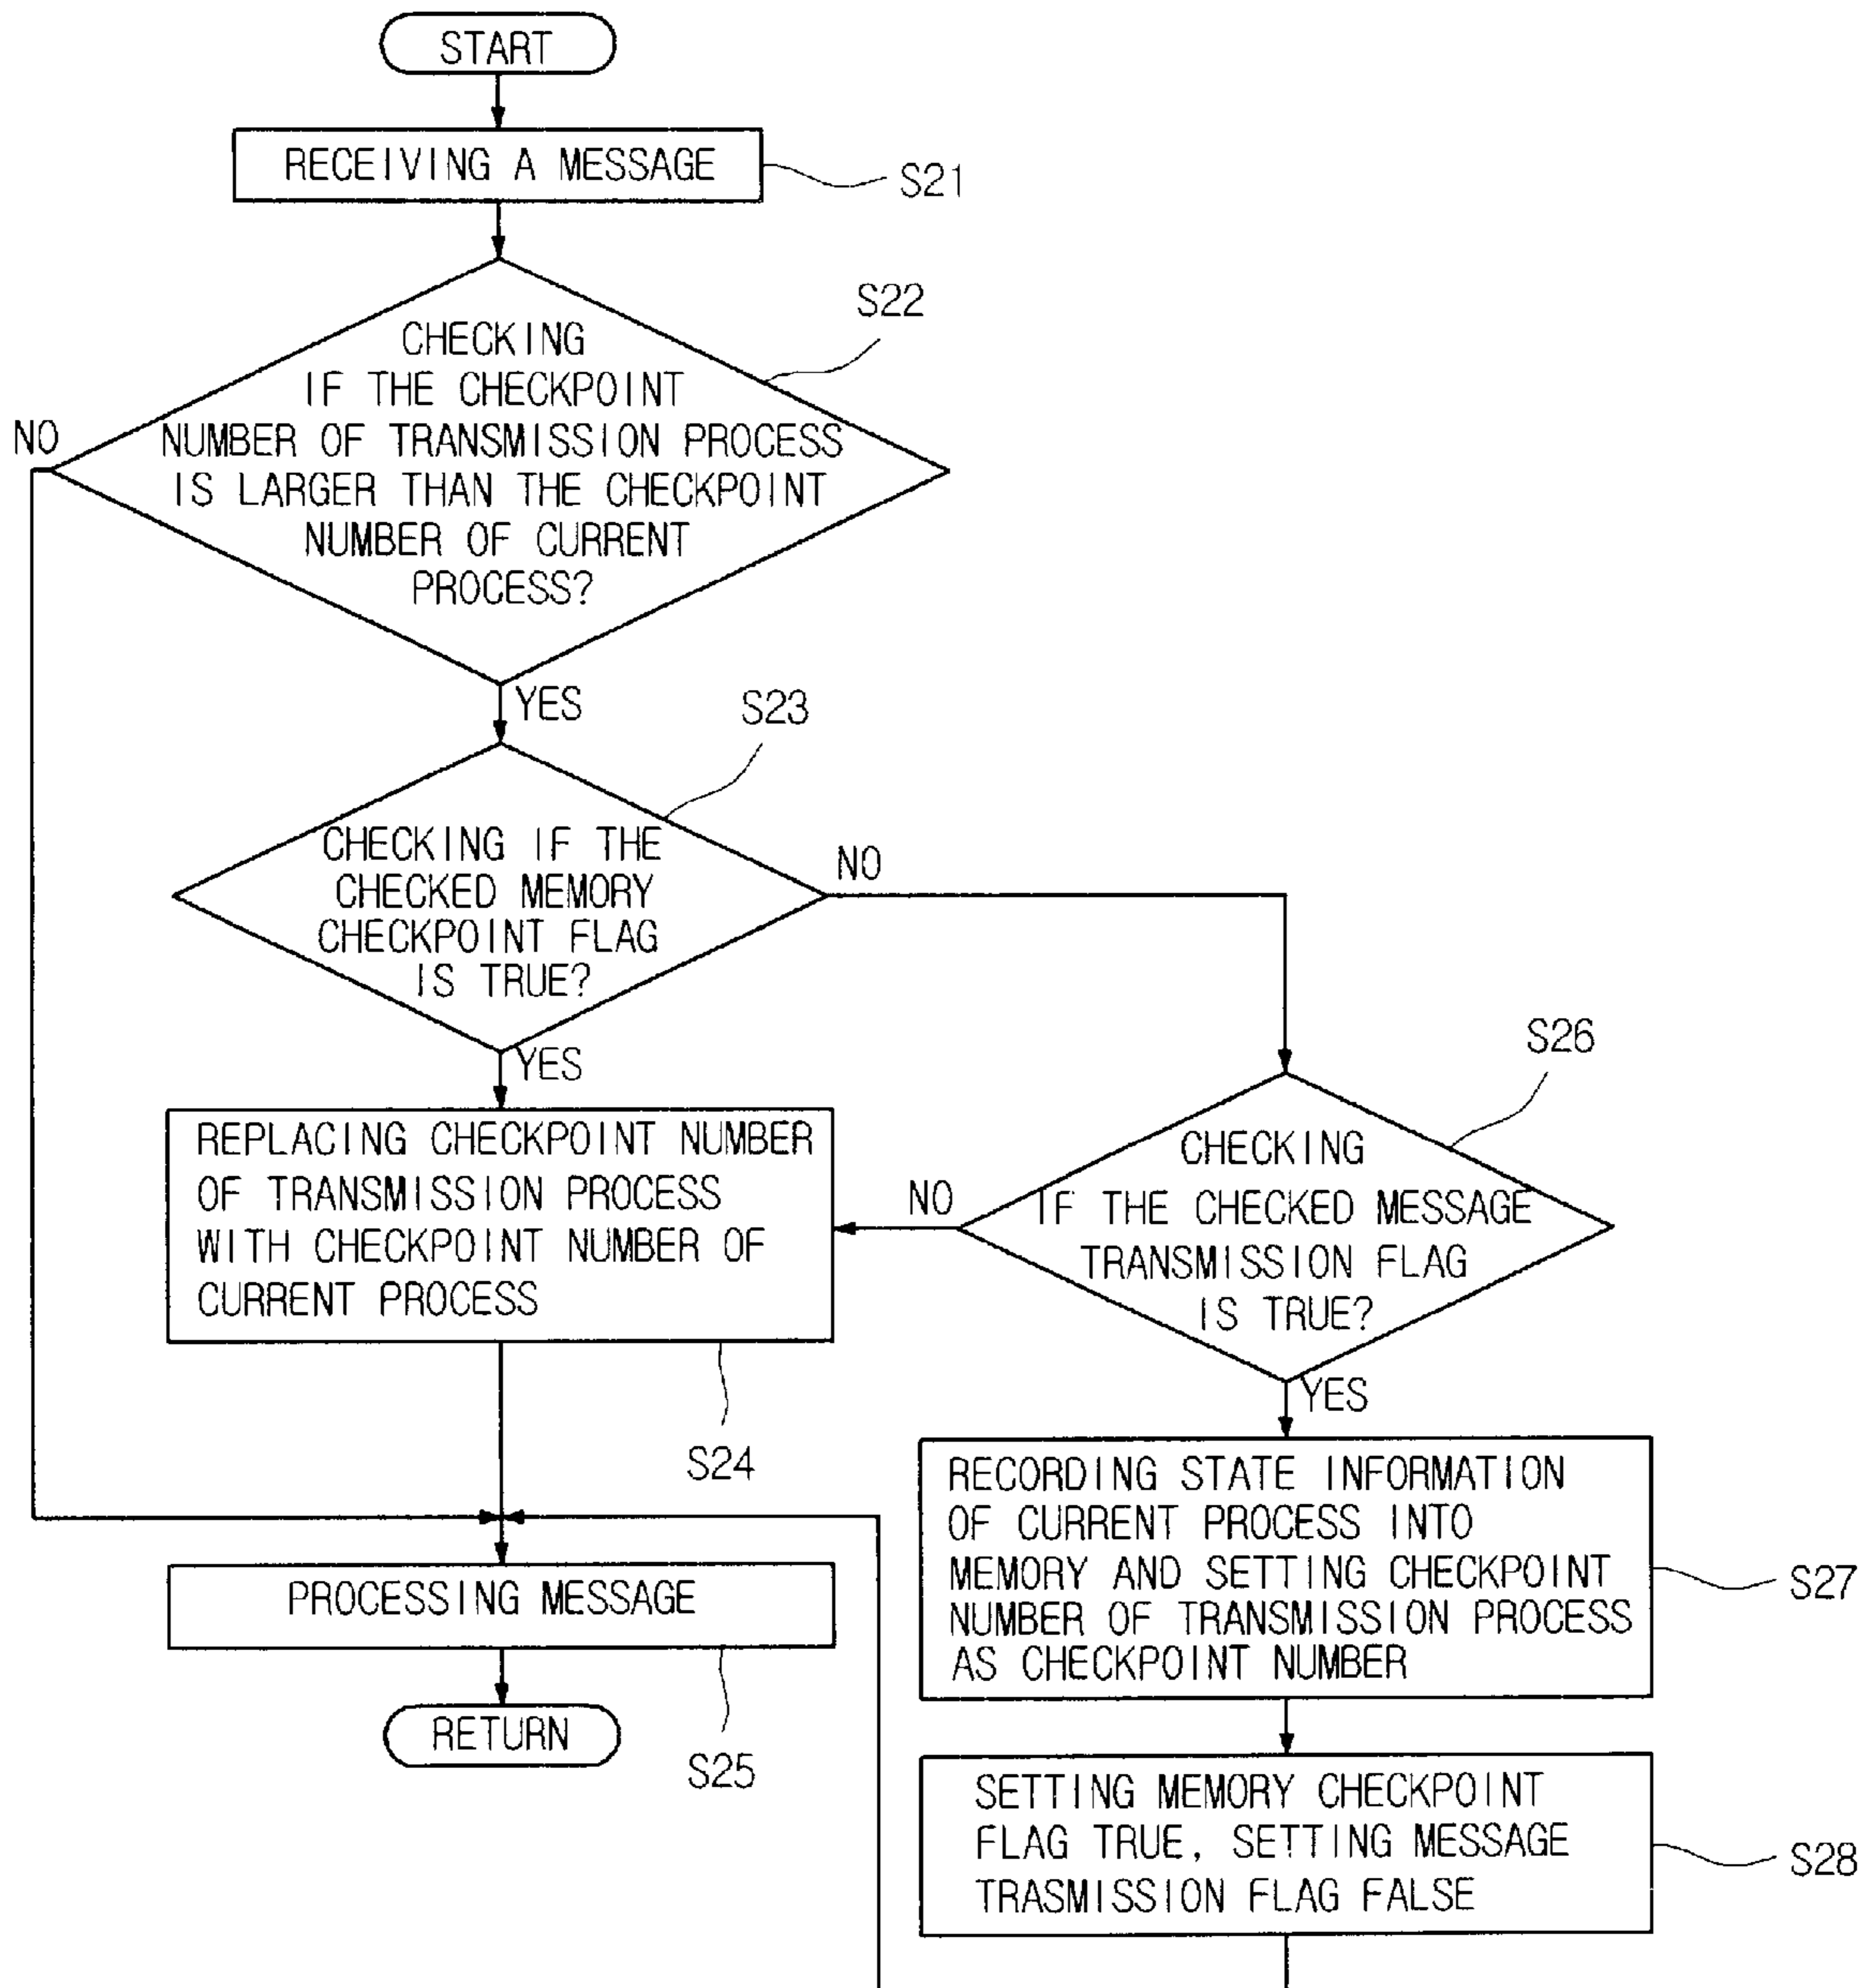 START
RECEIVING A MESSAGE
S21
S22
CHECKING
IF THE CHECKPOINT
NUMBER OF TRANSMISSION PROCESS
IS LARGER THAN THE CHECKPOINT
NUMBER OF CURRENT
PROCESS?
NO
YES
S23
CHECKING IF THE
CHECKED MEMORY
CHECKPOINT FLAG
IS TRUE?
NO
YES
S26
CHECKING
IF THE CHECKED MESSAGE
TRANSMISSION FLAG
IS TRUE?
NO
YES
REPLACING CHECKPOINT NUMBER
OF TRANSMISSION PROCESS
WITH CHECKPOINT NUMBER OF
CURRENT PROCESS
S24
RECORDING STATE INFORMATION
OF CURRENT PROCESS INTO
MEMORY AND SETTING CHECKPOINT
NUMBER OF TRANSMISSION PROCESS
AS CHECKPOINT NUMBER
S27
PROCESSING MESSAGE
S25
RETURN
SETTING MEMORY CHECKPOINT
FLAG TRUE, SETTING MESSAGE
TRASMISSION FLAG FALSE
S28